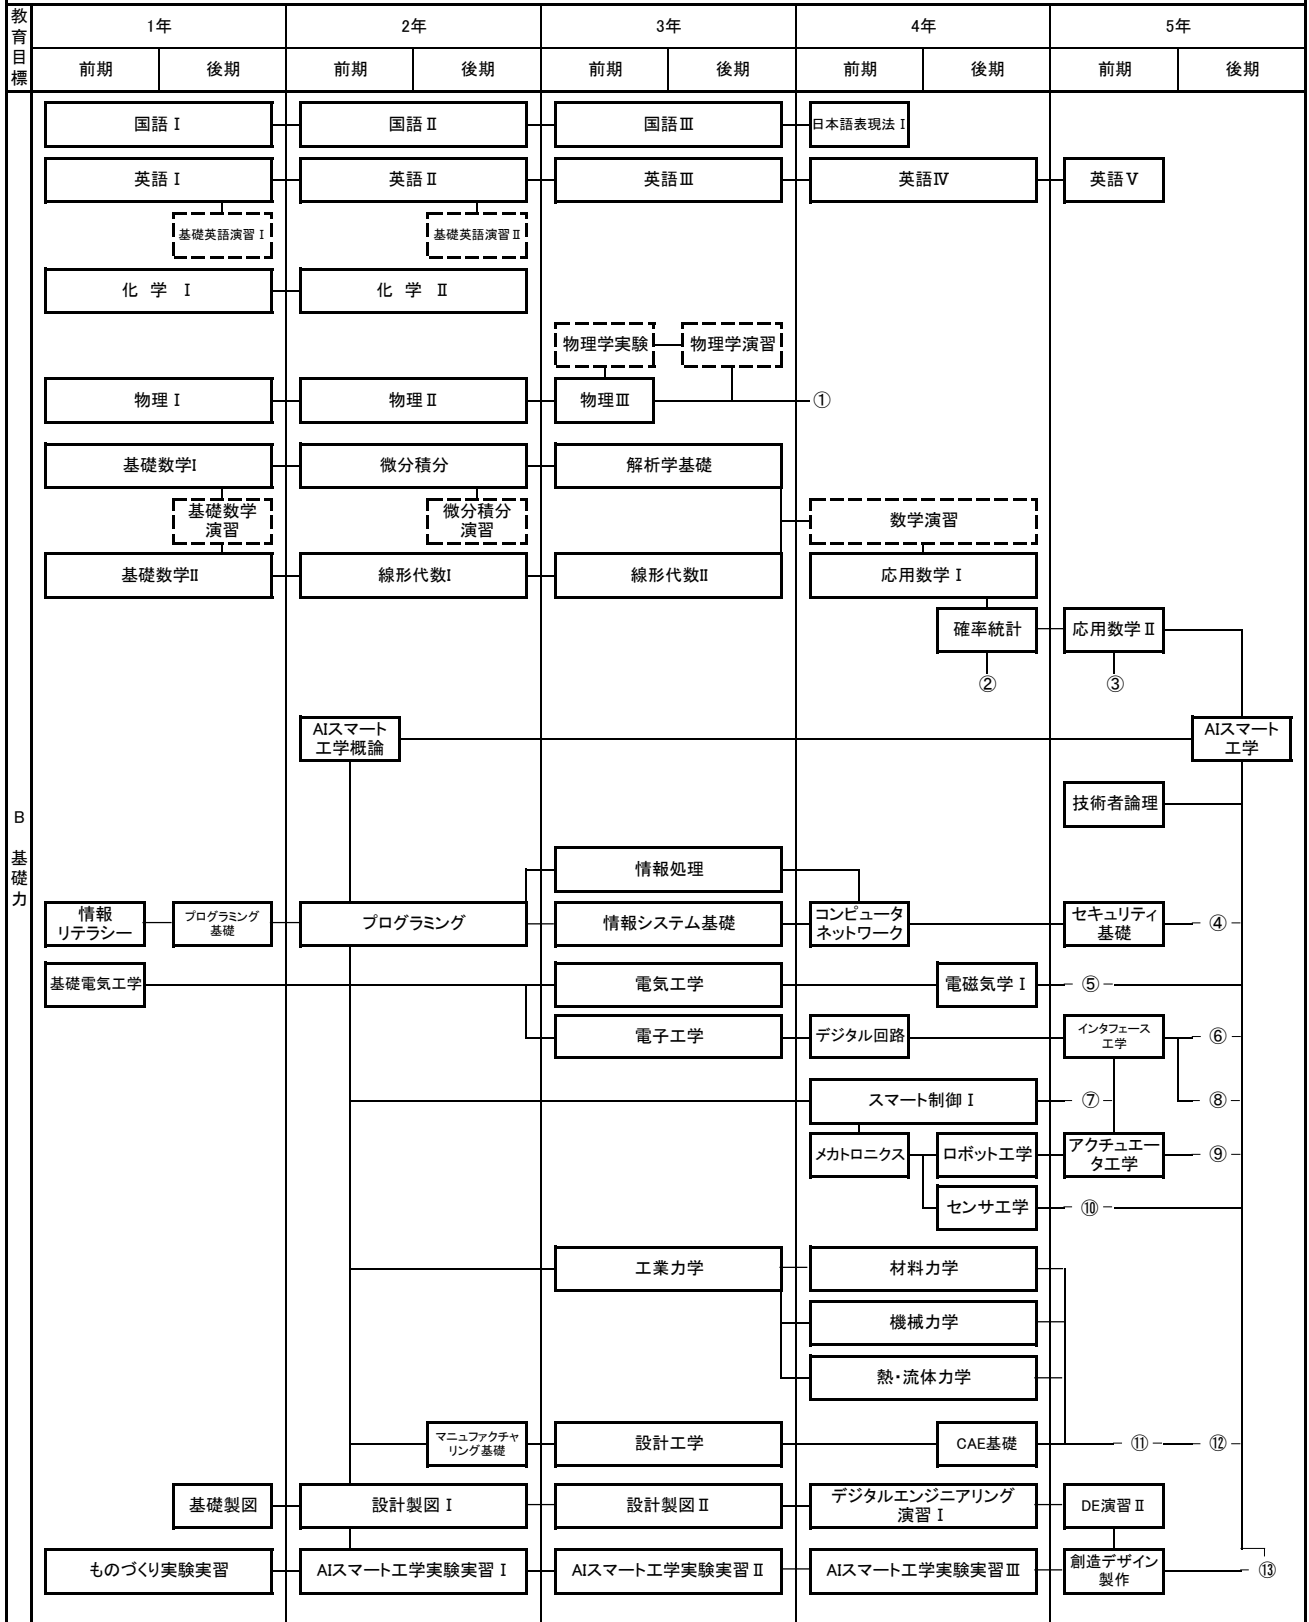 教
育
目
標
1年 2年 3年 4年 5年
前期 後期 前期 後期 前期 後期 前期 後期 前期 後期
国語Ⅰ 国語Ⅱ 国語Ⅲ 日本語表現法Ⅰ
英語Ⅰ 英語Ⅱ 英語Ⅲ 英語Ⅳ 英語Ⅴ
基礎英語演習Ⅰ 基礎英語演習Ⅱ
化 学 Ⅰ 化 学 Ⅱ
物理学実験 物理学演習
物理Ⅰ 物理Ⅱ 物理Ⅲ ①
基礎数学I 微分積分 解析学基礎
基礎数学
演習
微分積分
演習
数学演習
基礎数学II 線形代数I 線形代数II 応用数学Ⅰ
確率統計 応用数学Ⅱ
② ③
AIスマート
工学概論
AIスマート
工学
技術者論理
B
基
礎
力
情報処理
情報
リテラシー
プログラミング
基礎
プログラミング 情報システム基礎
コンピュータ
ネットワーク
セキュリティ
基礎
④
基礎電気工学 電気工学 電磁気学Ⅰ ⑤
電子工学 デジタル回路
インタフェース
工学
⑥
スマート制御Ⅰ ⑦ ⑧
メカトロニクス ロボット工学
アクチュエー
タ工学
⑨
センサ工学 ⑩
工業力学 材料力学
機械力学
熱・流体力学
マニュファクチャ
リング基礎
設計工学 CAE基礎 ⑪ ⑫
基礎製図 設計製図Ⅰ 設計製図Ⅱ
デジタルエンジニアリング
演習Ⅰ
DE演習Ⅱ
ものづくり実験実習 AIスマート工学実験実習Ⅰ AIスマート工学実験実習Ⅱ AIスマート工学実験実習Ⅲ
創造デザイン
製作
⑬